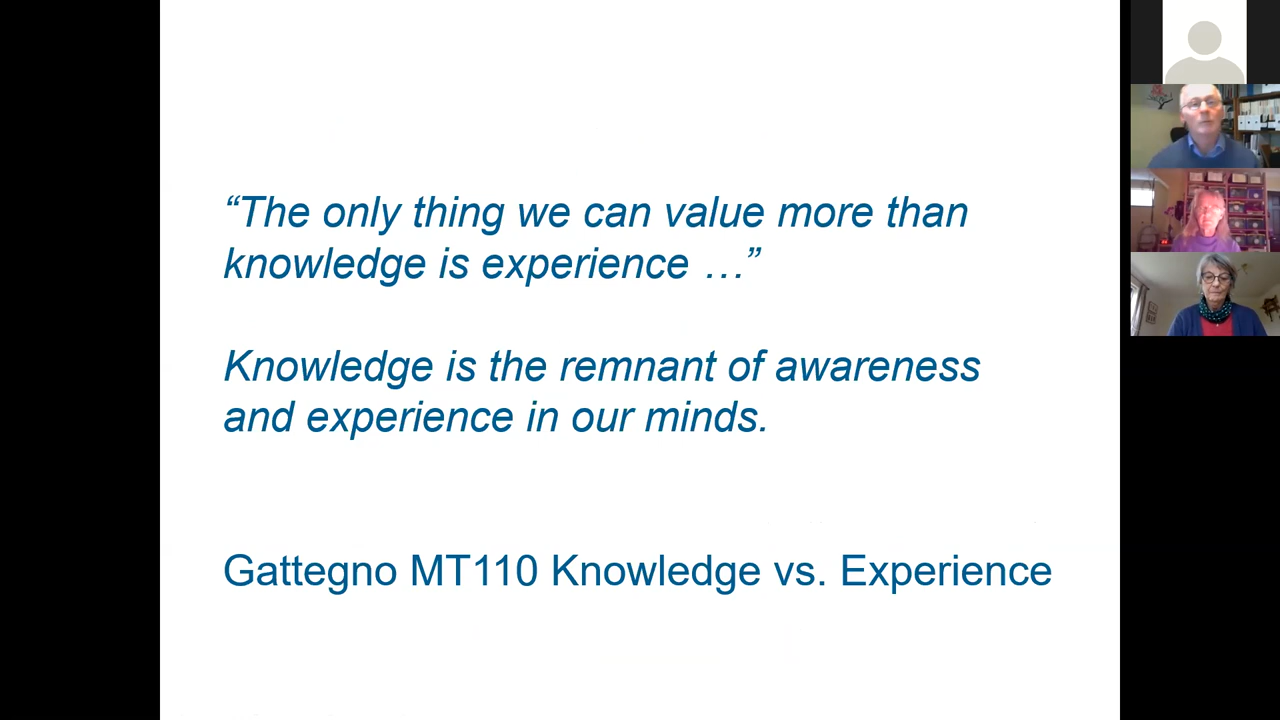 “The only thing we can value more than
knowledge is experience …”
Knowledge is the remnant of awareness
and experience in our minds.
Gattegno MT110 Knowledge vs. Experience